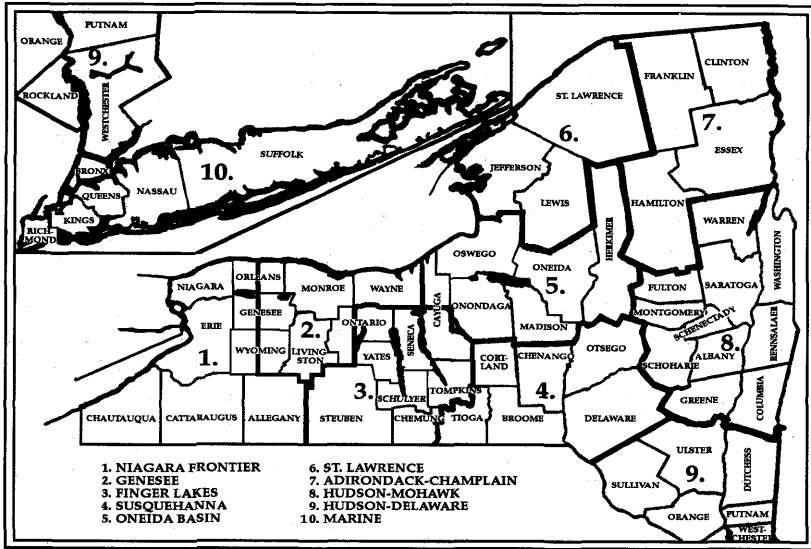 PUTNAM
ORANGE
9.
ROCKLAND
WESTCHESTER
BRONX
QUEENS
NASSAU
10.
SUFFOLK
KINGS
RICH-
MOND
ST. LAWRENCE
6.
FRANKLIN
CLINTON
7.
ESSEX
JEFFERSON
LEWIS
HERKIMER
HAMILTON
WARREN
WASHINGTON
OSWEGO
ONEIDA
5.
FULTON
SARATOGA
MONTGOMERY
SCHENECTADY
RENNSALAER
NIAGARA
ORLEANS
MONROE
WAYNE
CAYUGA
ONONDAGA
MADISON
ERIE
GENESEE
2.
ONTARIO
SENECA
1.
WYOMING
LIVING
STON
YATES
CORT-
LAND
CHENANGO
OTSEGO
SCHOHARIE
8.
ALBANY
3.
SCHULYER
TOMPKINS
4.
GREENE
COLUMBIA
CHAUTAUQUA
CATTARAUGUS
ALLEGANY
STEUBEN
CHEMUNG
TIOGA
BROOME
DELAWARE
ULSTER
9.
DUTCHESS
SULLIVAN
ORANGE
PUTNAM
WEST-
CHESTER
1. NIAGARA FRONTIER
2. GENESEE
3. FINGER LAKES
4. SUSQUEHANNA
5. ONEIDA BASIN
6. ST. LAWRENCE
7. ADIRONDACK-CHAMPLAIN
8. HUDSON-MOHAWK
9. HUDSON-DELAWARE
10. MARINE